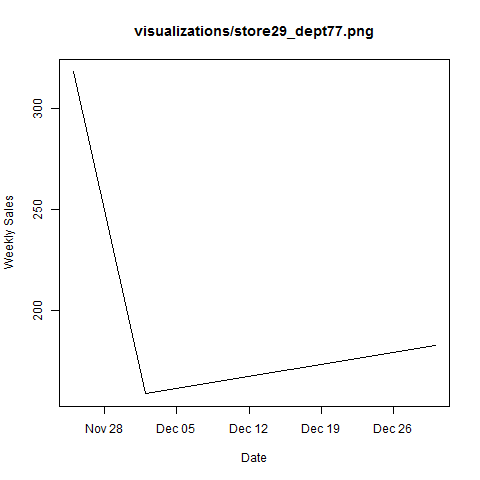 visualizations/store29_dept77.png
Weekly Sales
300
250
200
Nov 28
Dec 05
Dec 12
Dec 19
Dec 26
Date